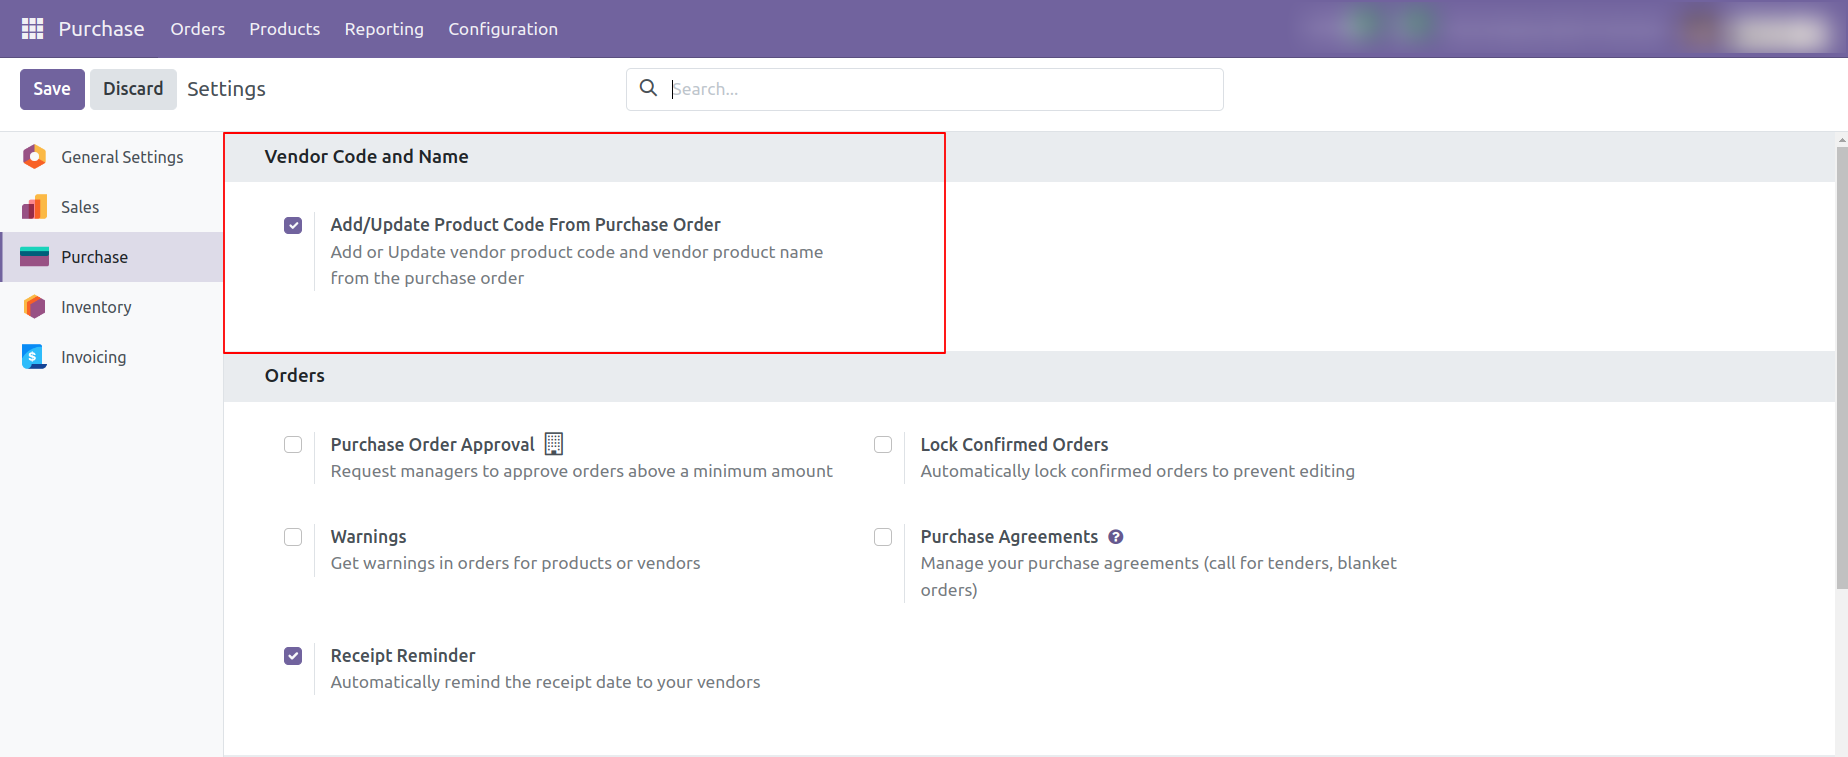 Purchase Orders Products Reporting Configuration
Save Discard Settings Search...
General Settings
Sales
Purchase
Inventory
Invoicing
Vendor Code and Name
Add/Update Product Code From Purchase Order
Add or Update vendor product code and vendor product name
from the purchase order
Orders
Purchase Order Approval
Request managers to approve orders above a minimum amount
Lock Confirmed Orders
Automatically lock confirmed orders to prevent editing
Warnings
Get warnings in orders for products or vendors
Purchase Agreements ?
Manage your purchase agreements (call for tenders, blanket
orders)
Receipt Reminder
Automatically remind the receipt date to your vendors